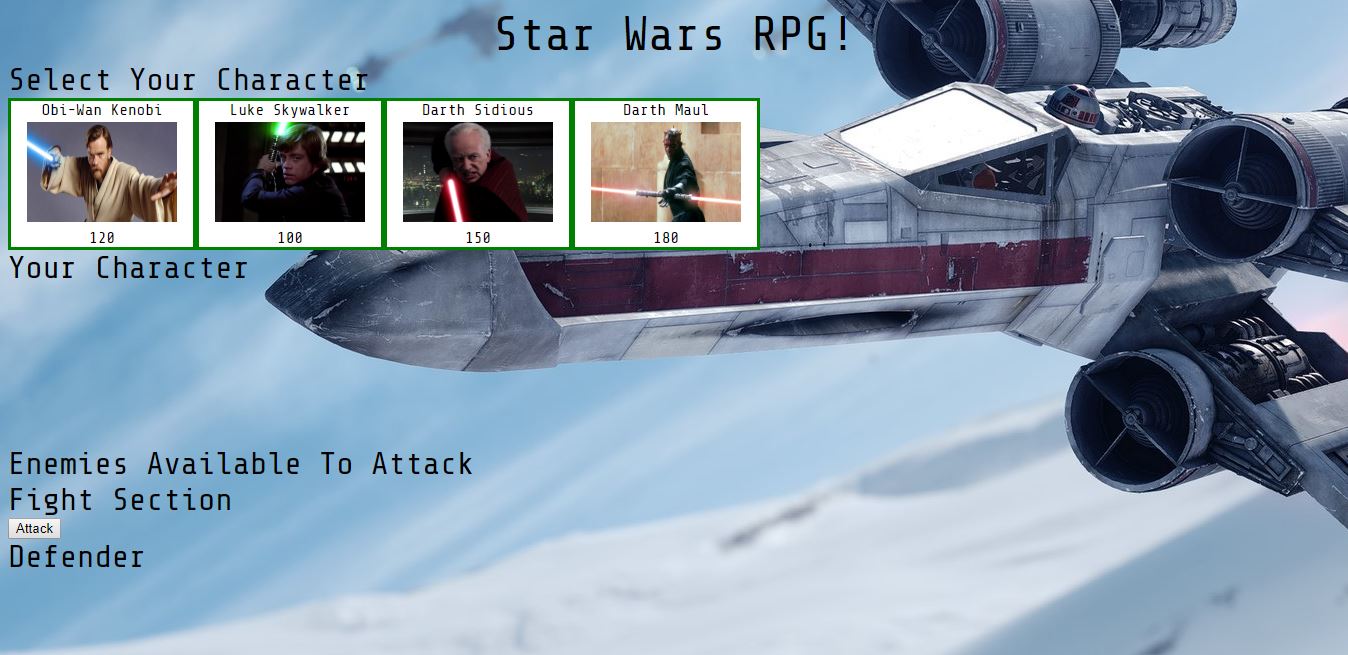 Star Wars RPG!
Select Your Character
Obi-Wan Kenobi
Luke Skywalker
Darth Sidious
Darth Maul
120
100
150
180
Your Character
Enemies Available To Attack
Fight Section
Attack
Defender